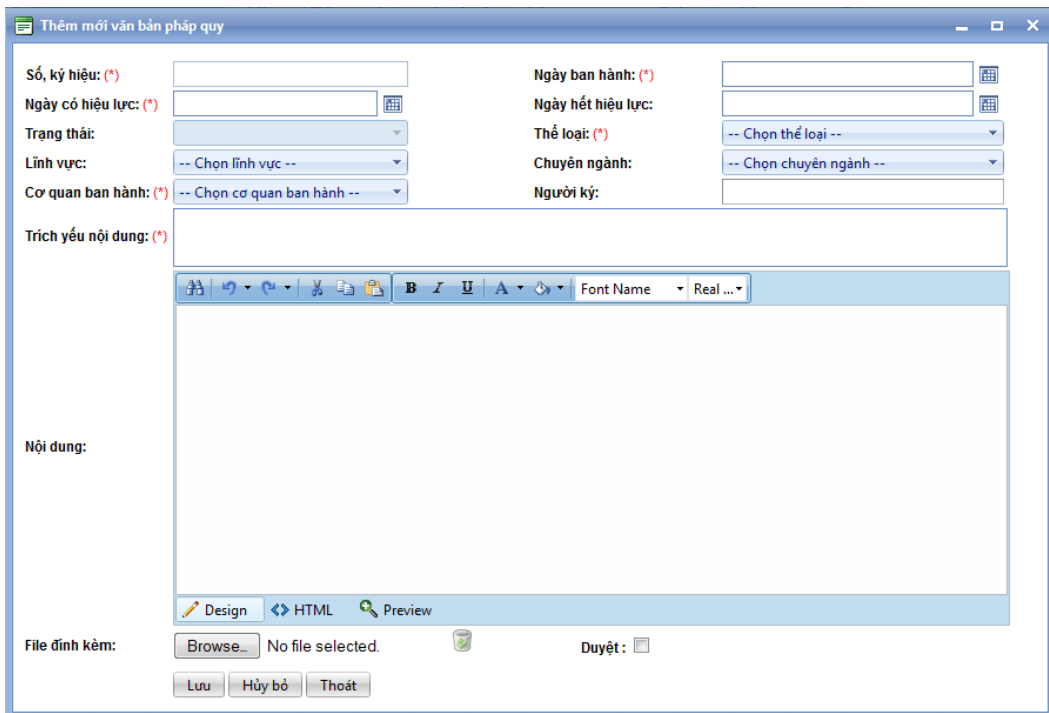 Thêm mới văn bản pháp quy
Số, ký hiệu: (*) Ngày ban hành: (*)
Ngày có hiệu lực: (*) Ngày hết hiệu lực:
Trạng thái: Thể loại: (*) -- Chọn thể loại --
Lĩnh vực: -- Chọn lĩnh vực -- Chuyên ngành: -- Chọn chuyên ngành --
Cơ quan ban hành: (*) -- Chọn cơ quan ban hành -- Người ký:
Trích yếu nội dung: (*)
B I U A Font Name Real ...
Nội dung:
Design HTML Preview
File đính kèm: Browse... No file selected. Duyệt :
Lưu Hủy bỏ Thoát